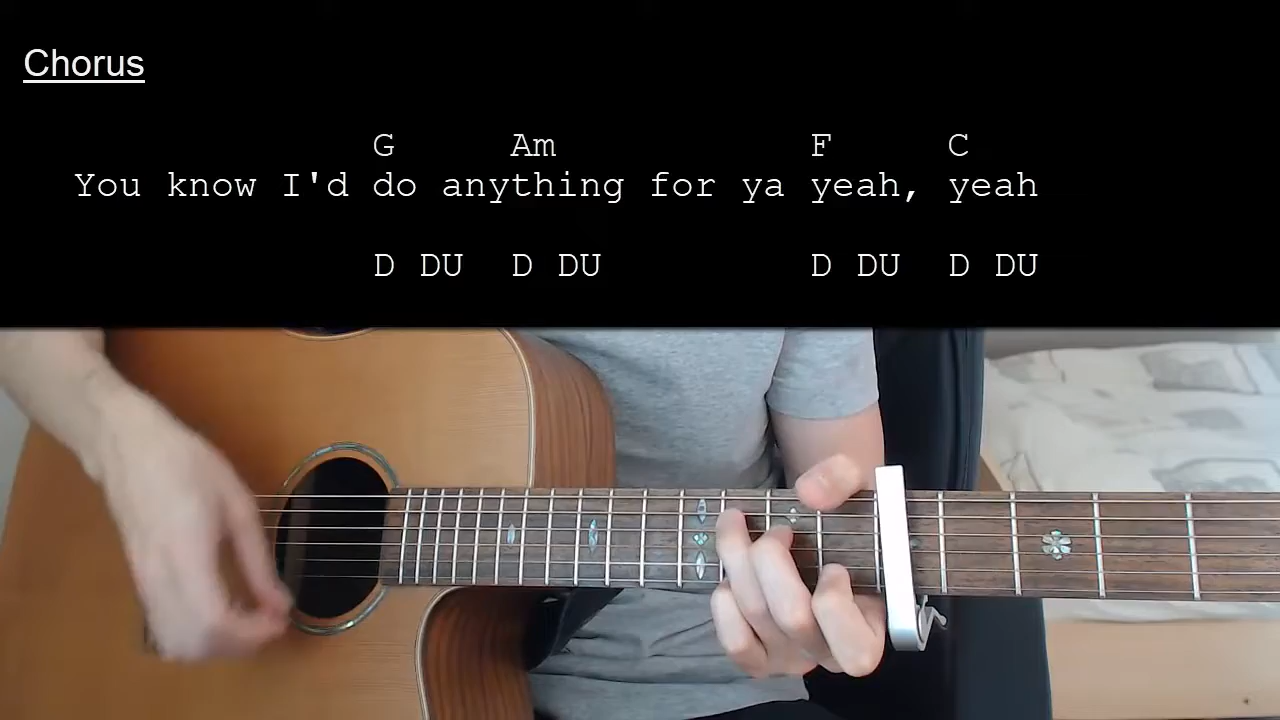 Chorus
G Am F C
You know I'd do anything for ya yeah, yeah
D DU D DU D DU D DU